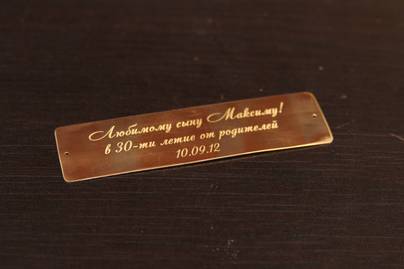 Любимому сыну Максиму!
в 30-ти летие от родителей
10.09.12